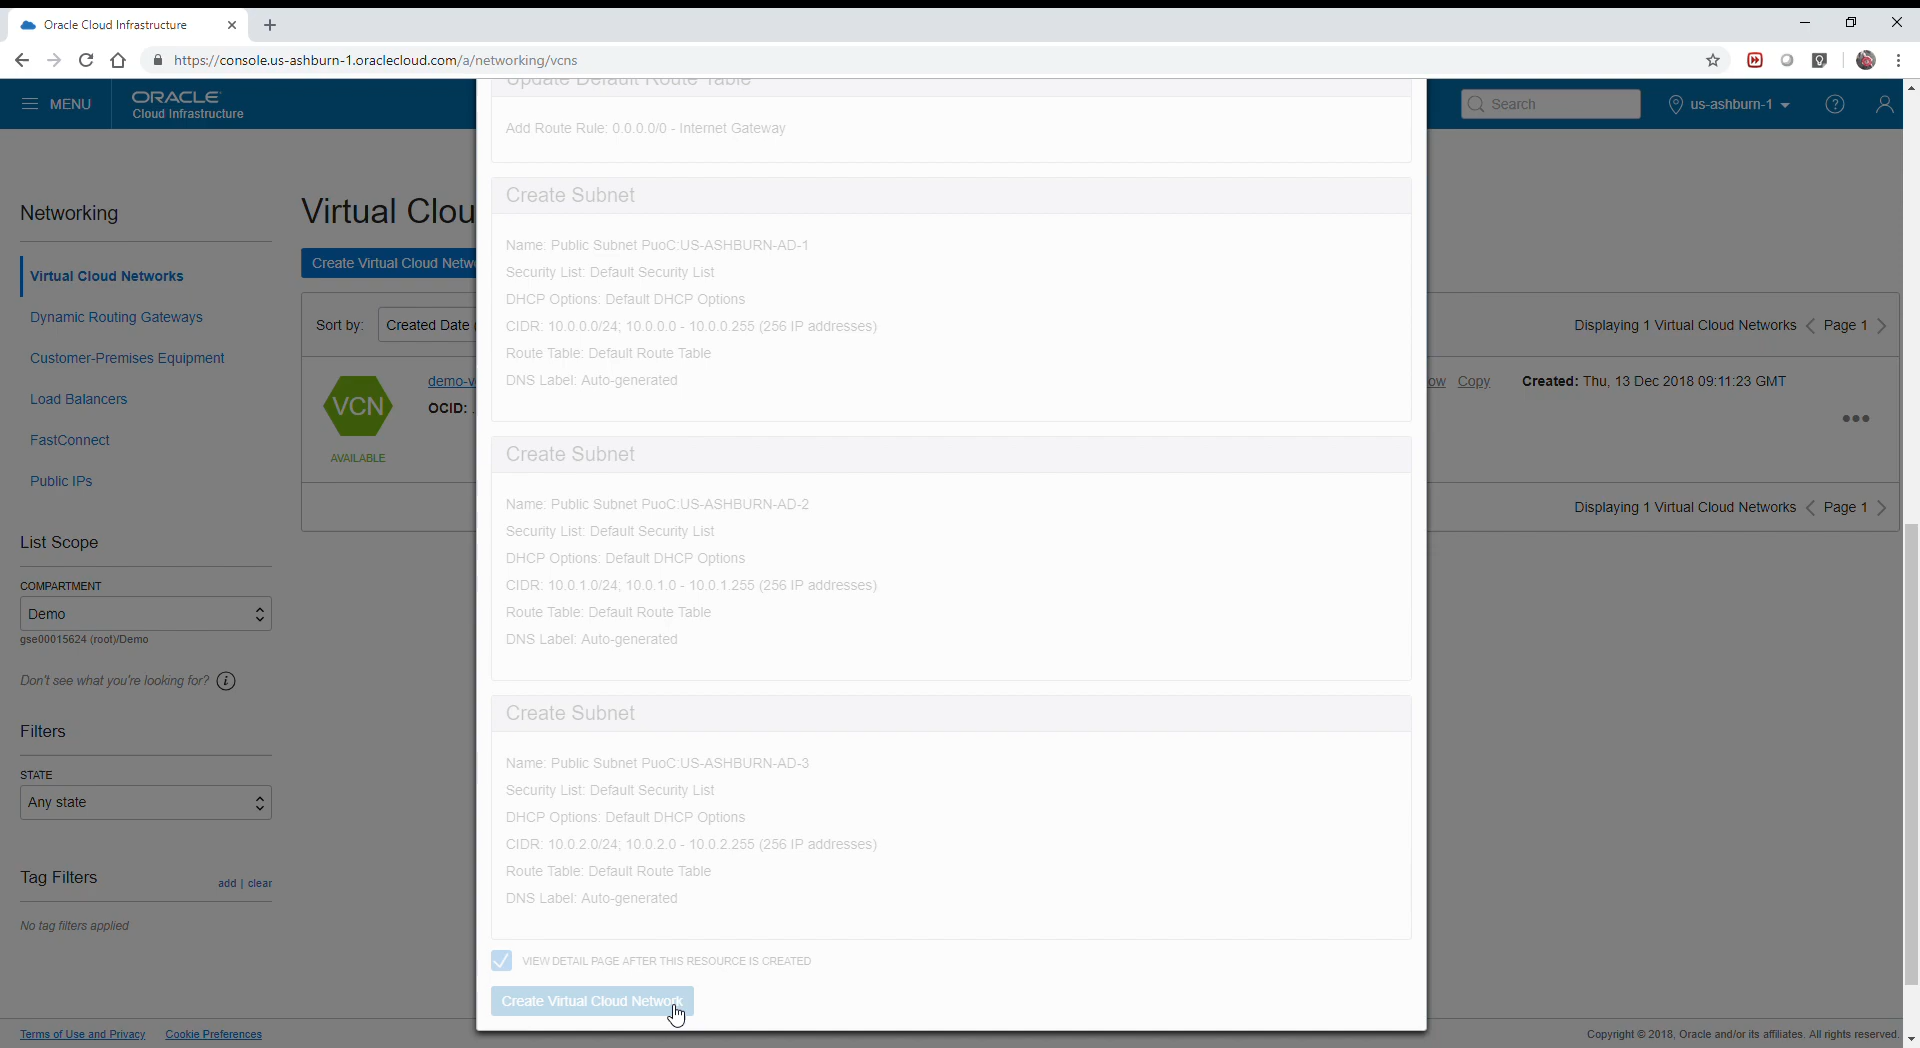 Oracle Cloud Infrastructure
https://console.us-ashburn-1.oraclecloud.com/a/networking/vcns
MENU
ORACLE
Cloud Infrastructure
Search
us-ashburn-1
Networking
Virtual Cloud Networks
Dynamic Routing Gateways
Customer-Premises Equipment
Load Balancers
FastConnect
Public IPs
List Scope
COMPARTMENT
Demo
gse00015624 (root)/Demo
Don't see what you're looking for?
Filters
STATE
Any state
Tag Filters
add | clear
No tag filters applied
Virtual Clou
Create Virtual Cloud Netw
Sort by:
Created Date
VCN
AVAILABLE
demo-v
OCID:
Update Default Route Table
Add Route Rule: 0.0.0.0/0 - Internet Gateway
Create Subnet
Name: Public Subnet PuoC:US-ASHBURN-AD-1
Security List: Default Security List
DHCP Options: Default DHCP Options
CIDR: 10.0.0.0/24; 10.0.0.0 - 10.0.0.255 (256 IP addresses)
Route Table: Default Route Table
DNS Label: Auto-generated
Create Subnet
Name: Public Subnet PuoC:US-ASHBURN-AD-2
Security List: Default Security List
DHCP Options: Default DHCP Options
CIDR: 10.0.1.0/24; 10.0.1.0 - 10.0.1.255 (256 IP addresses)
Route Table: Default Route Table
DNS Label: Auto-generated
Create Subnet
Name: Public Subnet PuoC:US-ASHBURN-AD-3
Security List: Default Security List
DHCP Options: Default DHCP Options
CIDR: 10.0.2.0/24; 10.0.2.0 - 10.0.2.255 (256 IP addresses)
Route Table: Default Route Table
DNS Label: Auto-generated
VIEW DETAIL PAGE AFTER THIS RESOURCE IS CREATED
Create Virtual Cloud Network
Displaying 1 Virtual Cloud Networks
Page 1
ow
Copy
Created: Thu, 13 Dec 2018 09:11:23 GMT
Displaying 1 Virtual Cloud Networks
Page 1
Terms of Use and Privacy
Cookie Preferences
Copyright © 2018, Oracle and/or its affiliates. All rights reserved.